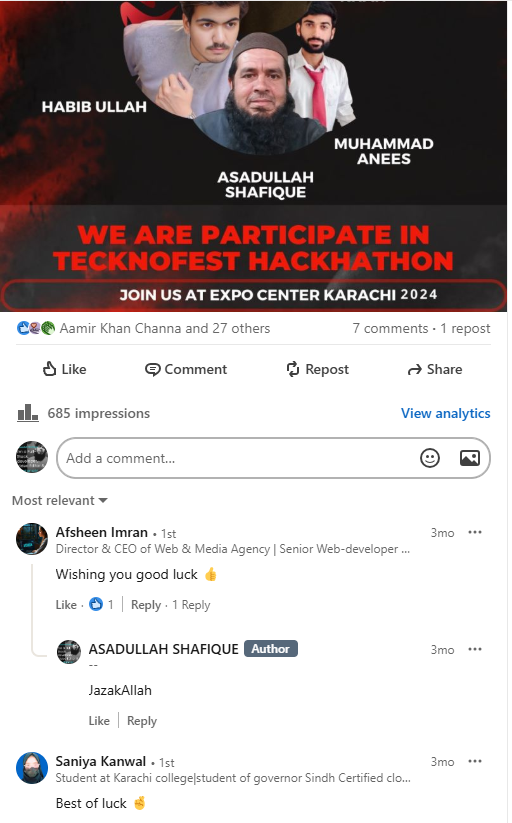 HABIB ULLAH
MUHAMMAD
ANEES
ASADULLAH
SHAFIQUE
WE ARE PARTICIPATE IN
TECKNOFEST HACKHATHON
JOIN US AT EXPO CENTER KARACHI 2024
Aamir Khan Channa and 27 others 7 comments · 1 repost
Like Comment Repost Share
685 impressions View analytics
Add a comment...
Most relevant
Afsheen Imran • 1st 3mo
Director & CEO of Web & Media Agency | Senior Web-developer ...
Wishing you good luck 👍
Like · 1 | Reply · 1 Reply
ASADULLAH SHAFIQUE Author 3mo
--
JazakAllah
Like | Reply
Saniya Kanwal • 1st 3mo
Student at Karachi college|student of governor Sindh Certified clo...
Best of luck 🤞